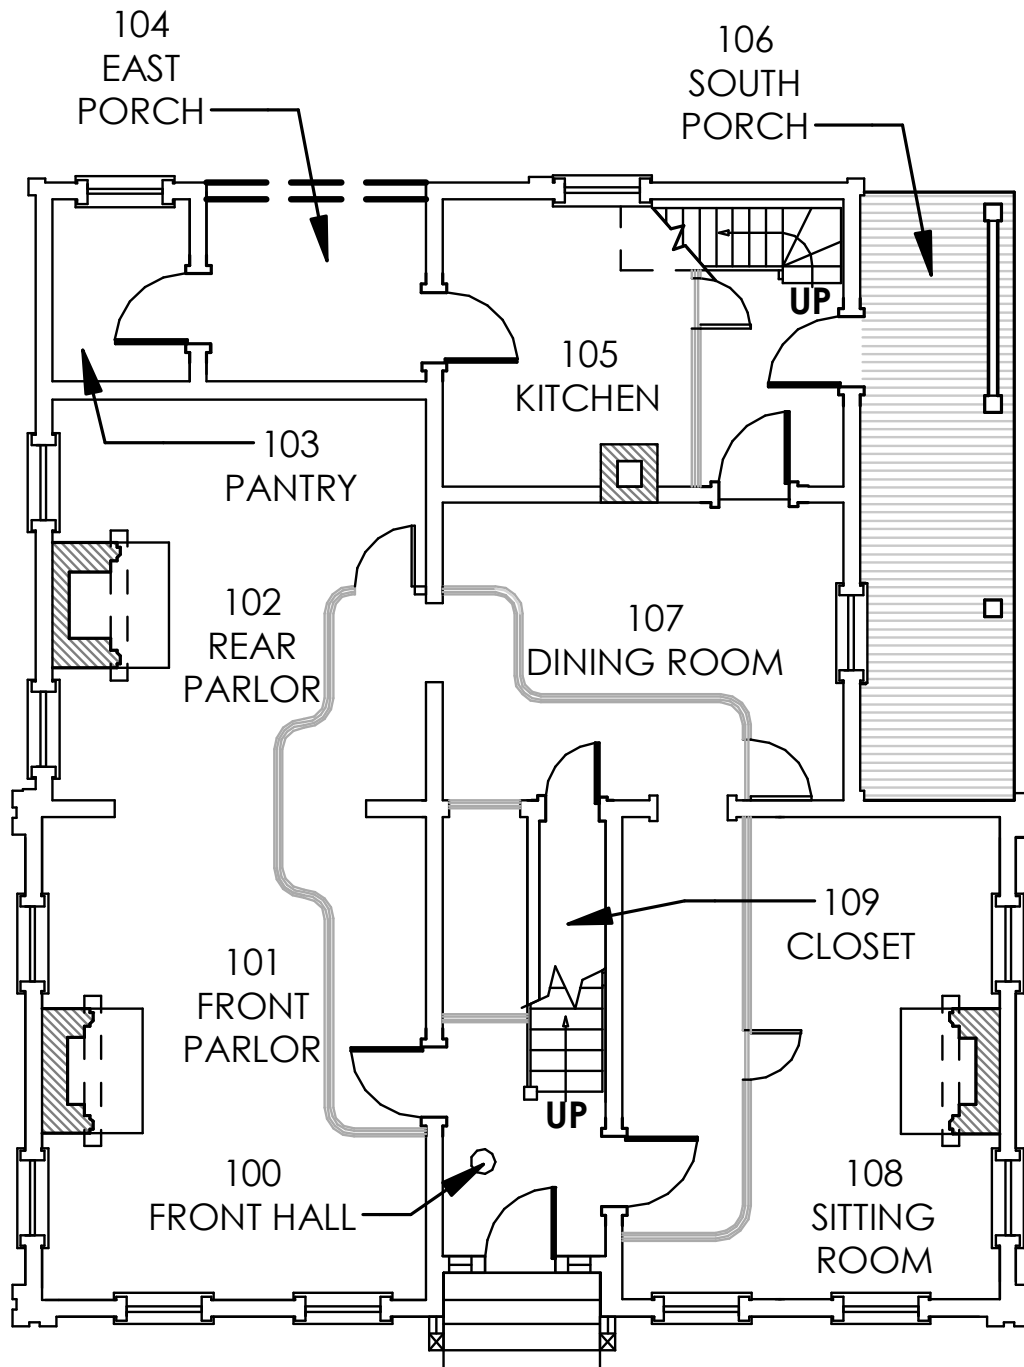 104
EAST
PORCH
106
SOUTH
PORCH
UP
105
KITCHEN
103
PANTRY
102
REAR
PARLOR
107
DINING ROOM
109
CLOSET
101
FRONT
PARLOR
UP
100
FRONT HALL
108
SITTING
ROOM